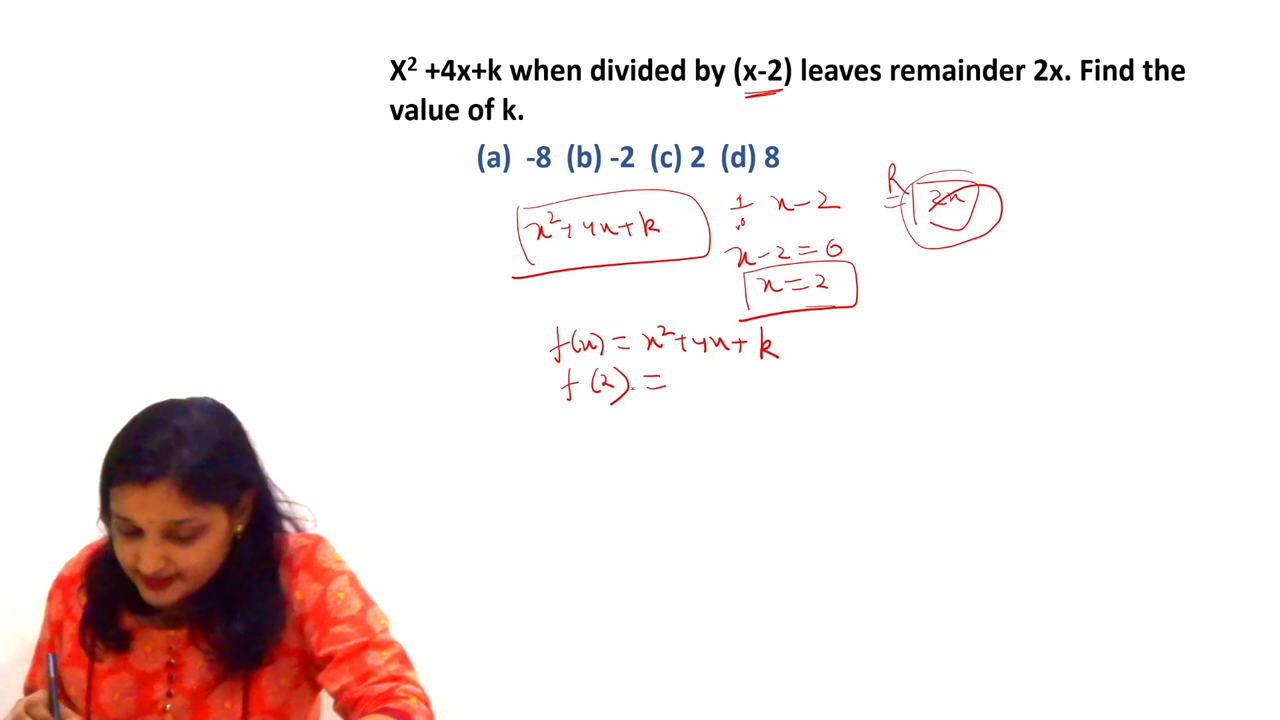 X² +4x+k when divided by (x-2) leaves remainder 2x. Find the
value of k.
(a) -8 (b) -2 (c) 2 (d) 8
x²+4x+k ÷ x-2 R = 2x
x-2=0
x=2
f(x) = x²+4x+k
f(2) =